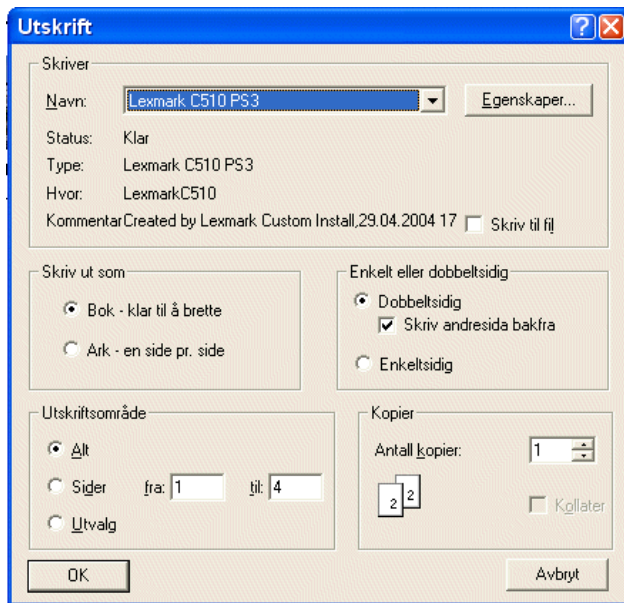 Utskrift
Skriver
Navn: Lexmark C510 PS3 Egenskaper...
Status: Klar
Type: Lexmark C510 PS3
Hvor: LexmarkC510
KommentarCreated by Lexmark Custom Install,29.04.2004 17 Skriv til fil
Skriv ut som
Bok - klar til å brette
Ark - en side pr. side
Enkelt eller dobbeltsidig
Dobbeltsidig
Skriv andresida bakfra
Enkeltsidig
Utskriftsområde
Alt
Sider fra: 1 til: 4
Utvalg
Kopier
Antall kopier: 1
2 2
Kollater
OK Avbryt